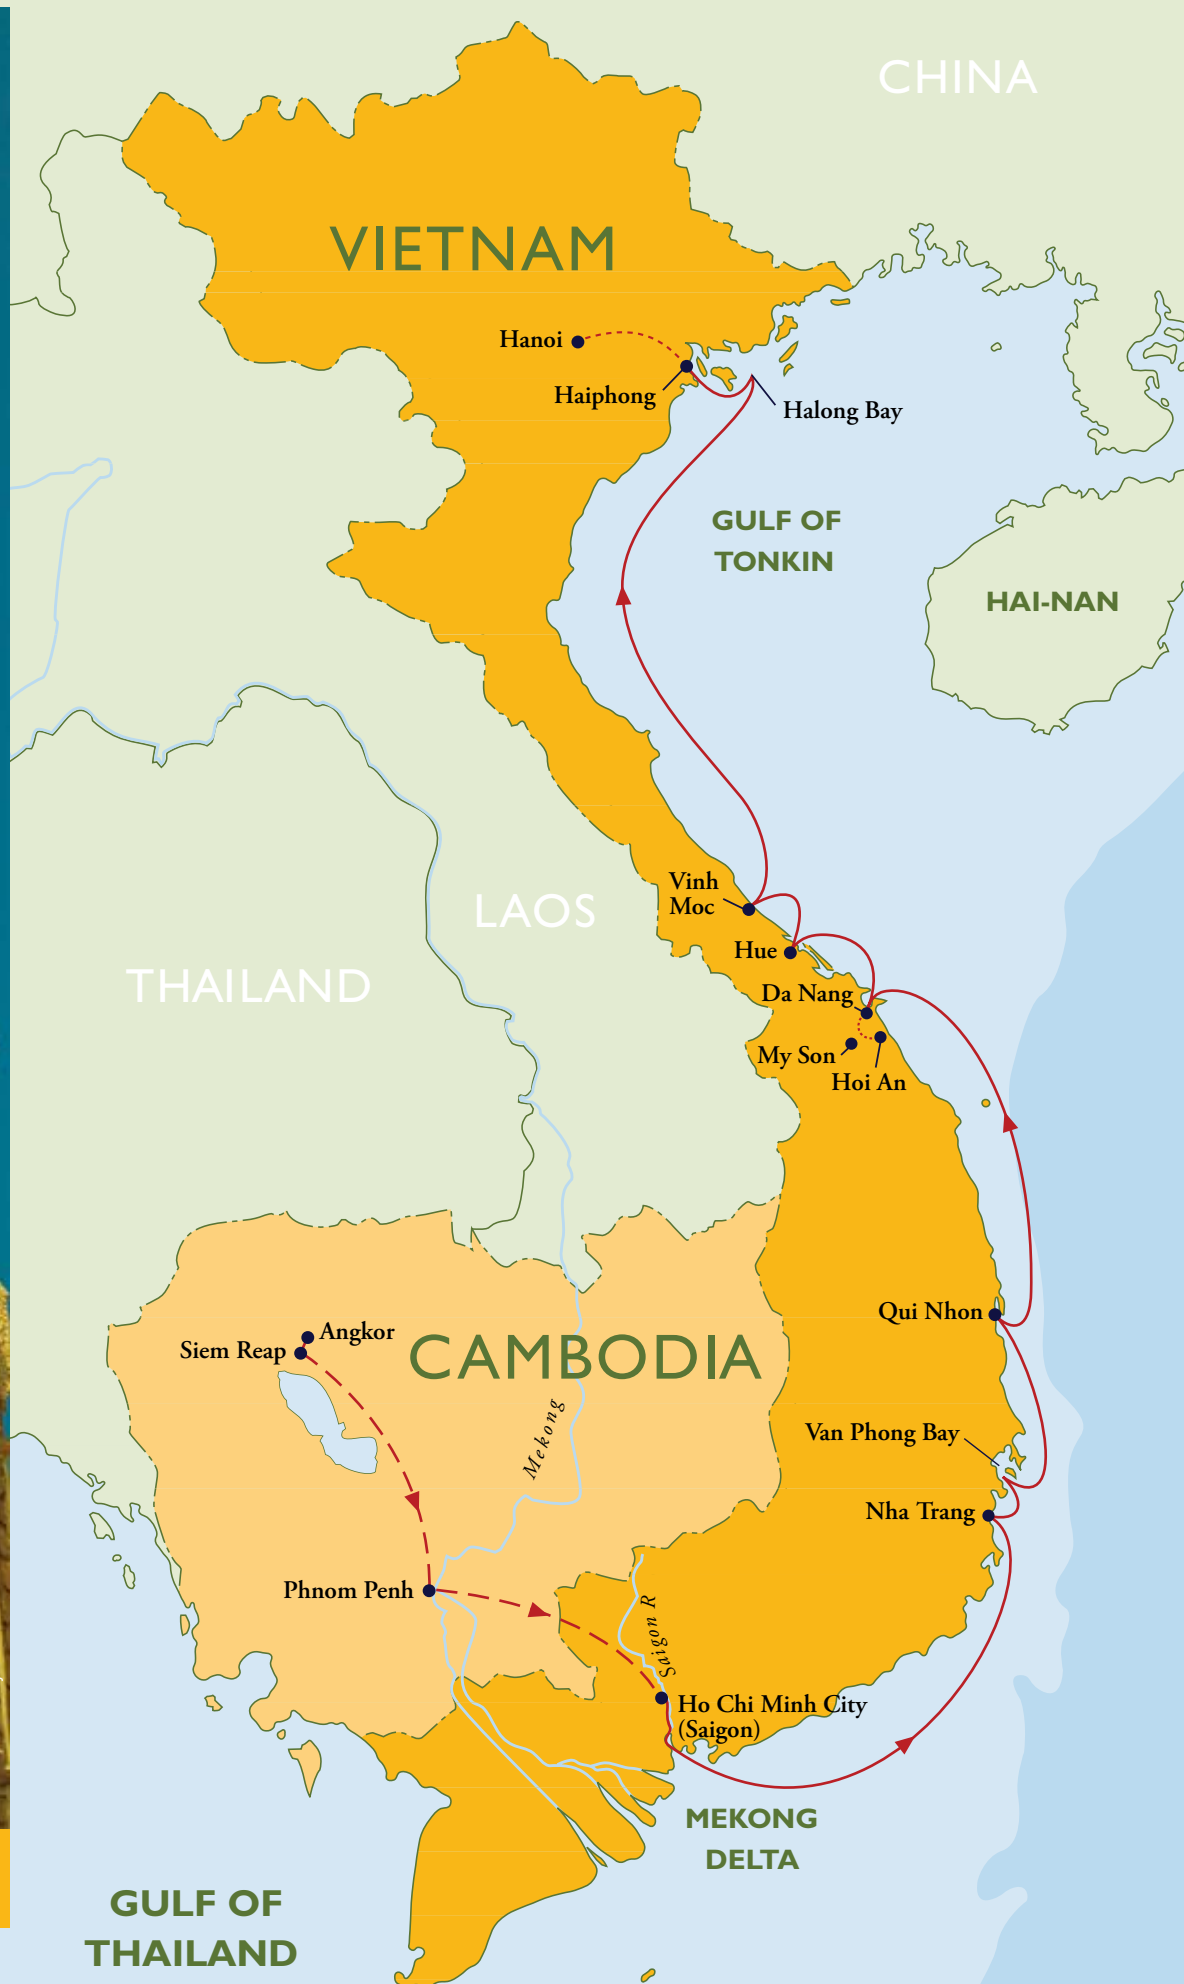 CHINA
VIETNAM
Hanoi
Haiphong
Halong Bay
GULF OF
TONKIN
HAI-NAN
Vinh
Moc
LAOS
Hue
THAILAND
Da Nang
My Son
Hoi An
Qui Nhon
Angkor
Siem Reap
CAMBODIA
Mekong
Van Phong Bay
Nha Trang
Phnom Penh
Saigon R
Ho Chi Minh City
(Saigon)
MEKONG
DELTA
GULF OF
THAILAND